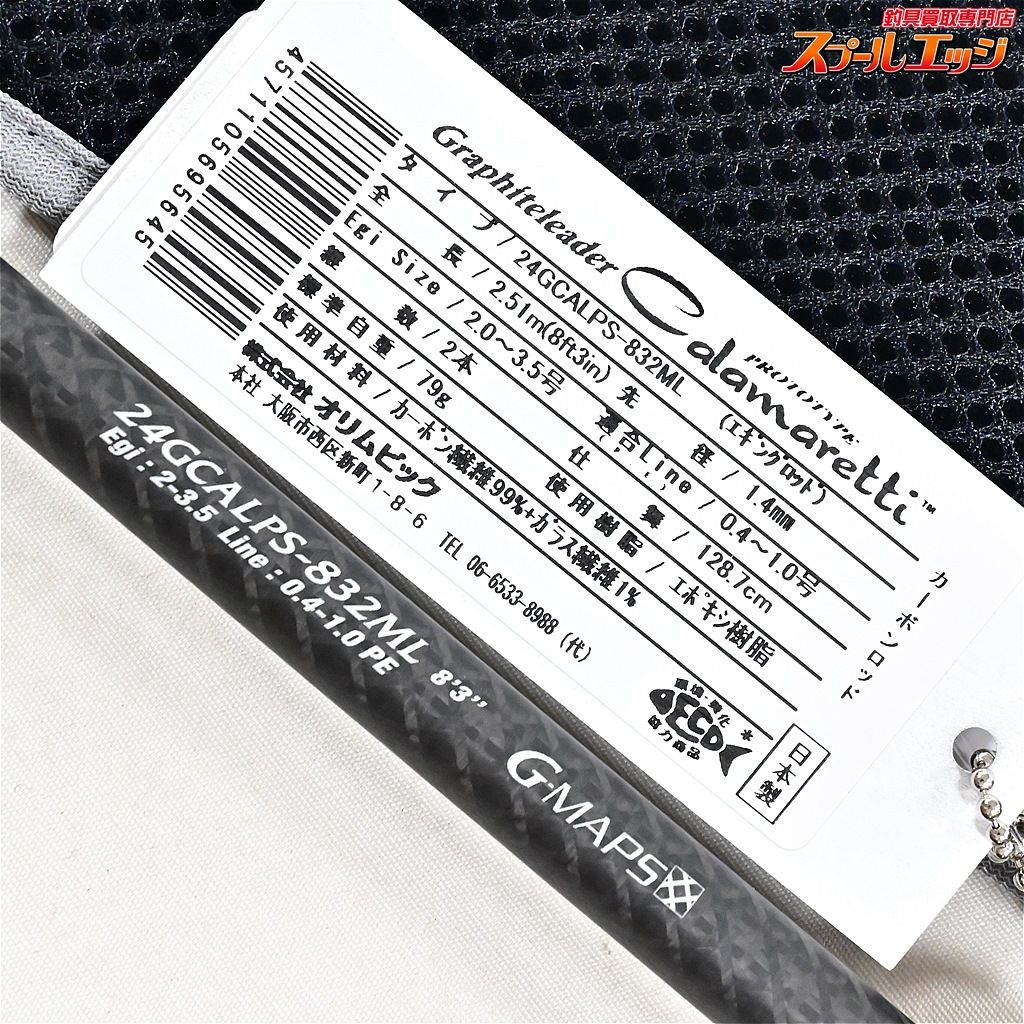 釣具買取専門店
スプールエッジ
4571105695645
Graphiteleader Calamaretti™
PROTOTYPE
タイプ / 24GCALPS-832ML (エギングロッド)
全長 / 2.51m(8ft3in) 先径 / 1.4mm
Egi Size / 2.0〜3.5号 適合Line / 0.4〜1.0号
継数 / 2本 仕舞 / 128.7cm
標準自重 / 79g 使用樹脂 / エポキシ樹脂
使用材料 / カーボン繊維99%+ガラス繊維1%
株式会社 オリムピック
本社 大阪市西区新町1-8-6 TEL 06-6533-8988 (代)
カーボンロッド
ECO
日本製
24GCALPS-832ML 8'3"
Egi : 2-3.5 Line : 0.4-1.0 PE
G-MAPS